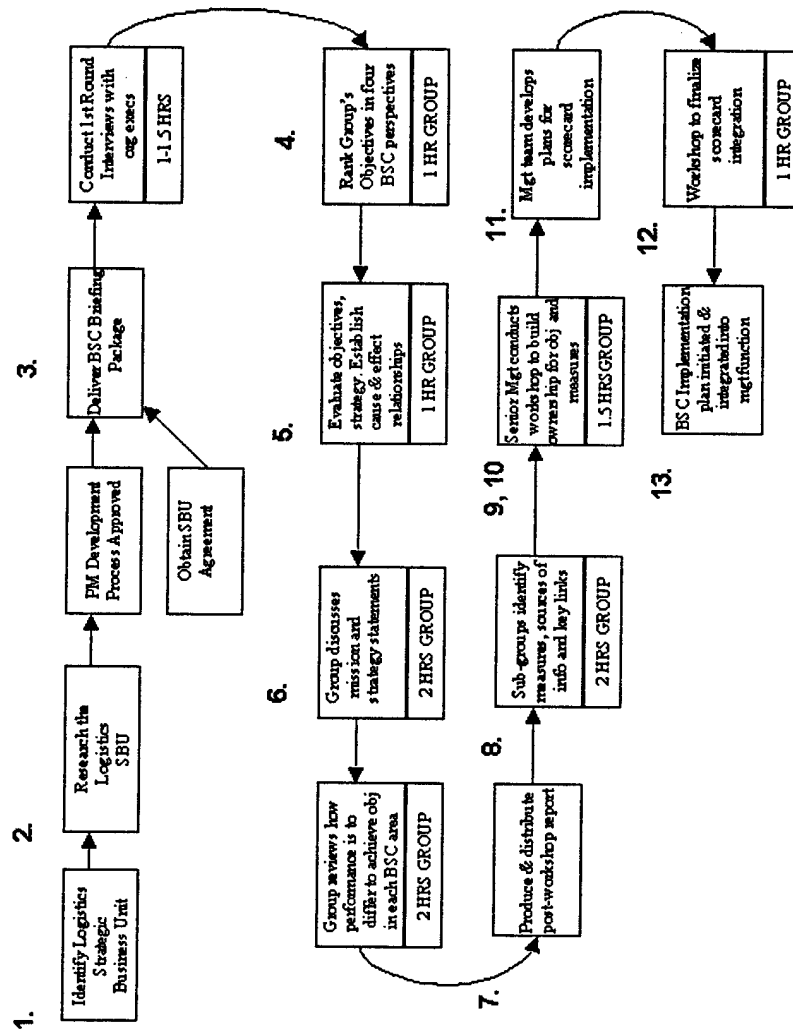 1.
Identify Logistics
Strategic
Business Unit
2.
Research the
Logistics
SBU
PM Development
Process Approved
Obtain SBU
Agreement
3.
Deliver BSC Briefing
Package
Conduct 1st Round
Interviews with
org execs
1-1.5 HRS
4.
Rank Group's
Objectives in four
BSC perspectives
1 HR GROUP
5.
Evaluate objectives,
strategy. Establish
cause & effect
relationships
1 HR GROUP
6.
Group discusses
mission and
strategy statements
2 HRS GROUP
Group reviews how
performance is to
differ to achieve obj
in each BSC area
2 HRS GROUP
7.
Produce & distribute
post-workshop report
8.
Sub-groups identify
measures, sources of
info and key links
2 HRS GROUP
9, 10
Senior Mgt conducts
workshop to build
ownership for obj and
measures
1.5 HRS GROUP
11.
Mgt team develops
plans for
scorecard
implementation
12.
Workshop to finalize
scorecard
integration
1 HR GROUP
13.
BSC Implementation
plan initiated &
integrated into
mgt function